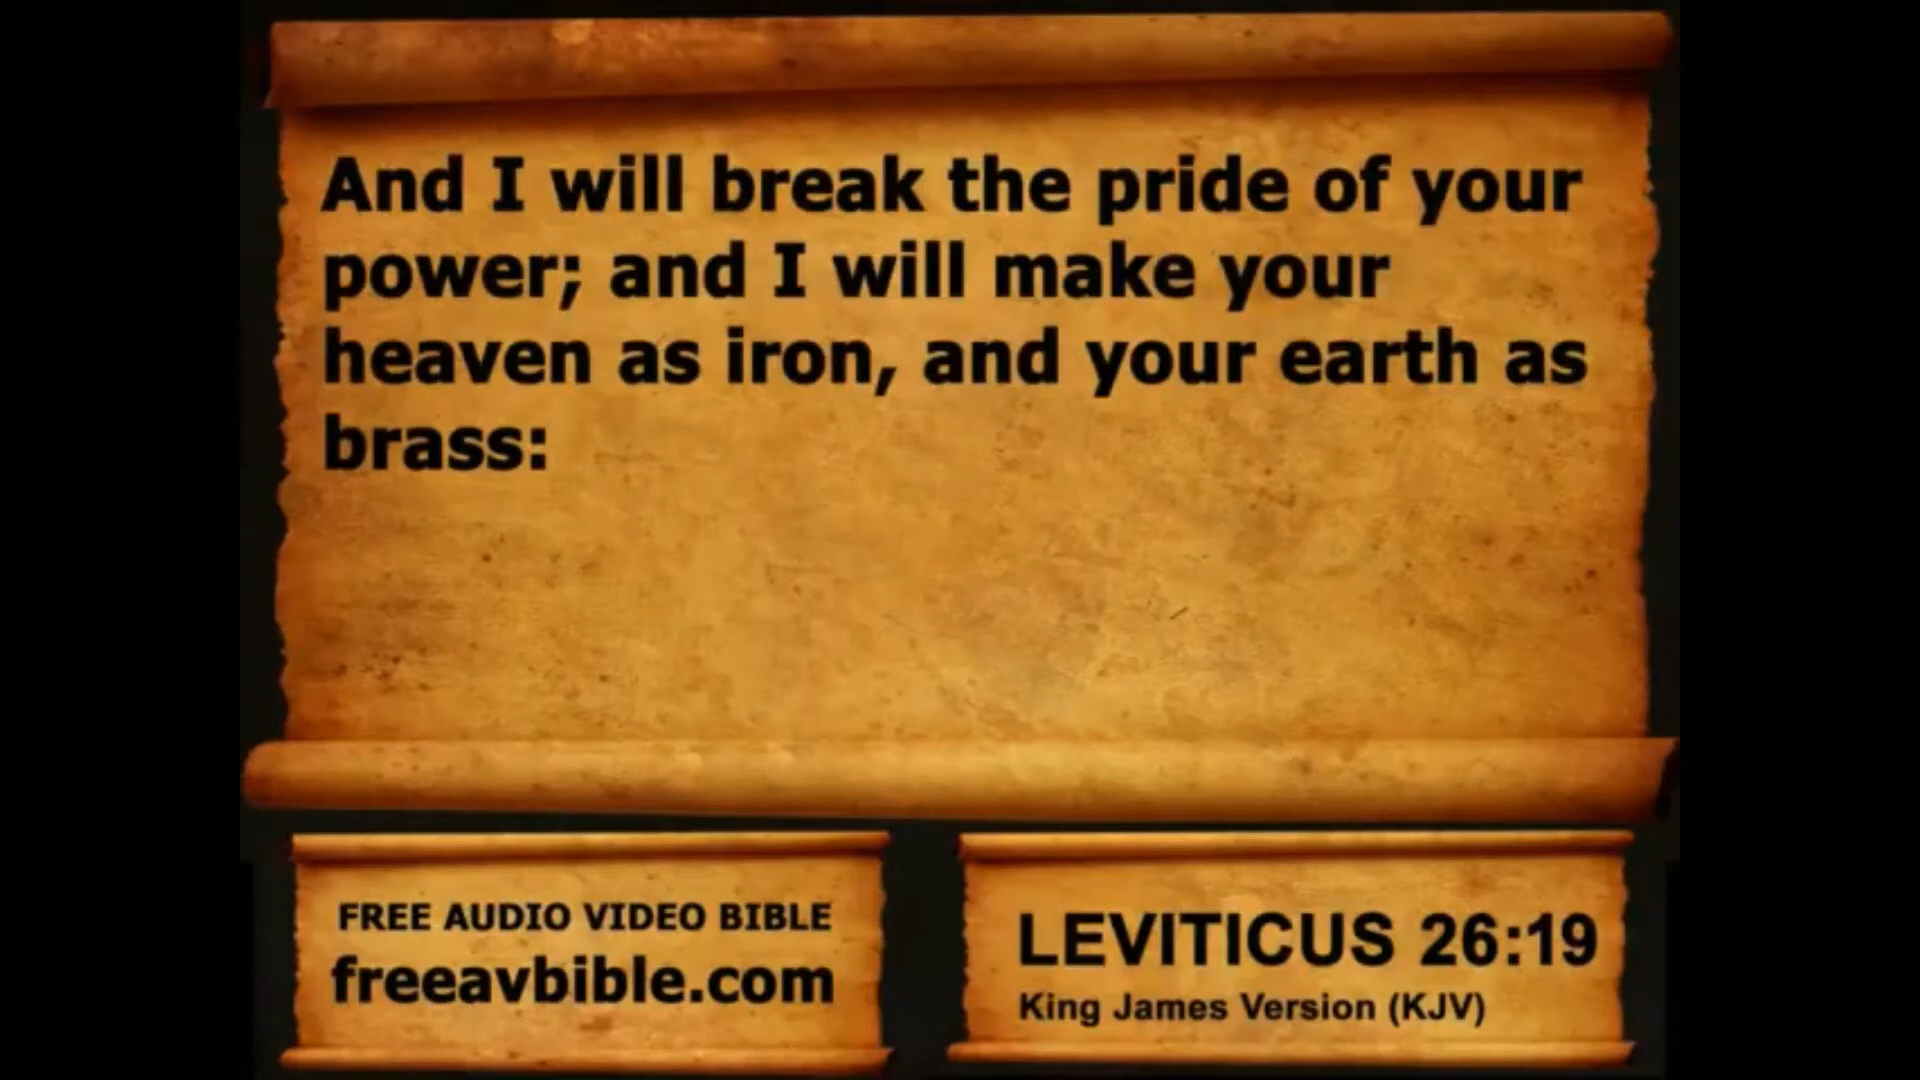 And I will break the pride of your
power; and I will make your
heaven as iron, and your earth as
brass:
FREE AUDIO VIDEO BIBLE
freeavbible.com
LEVITICUS 26:19
King James Version (KJV)